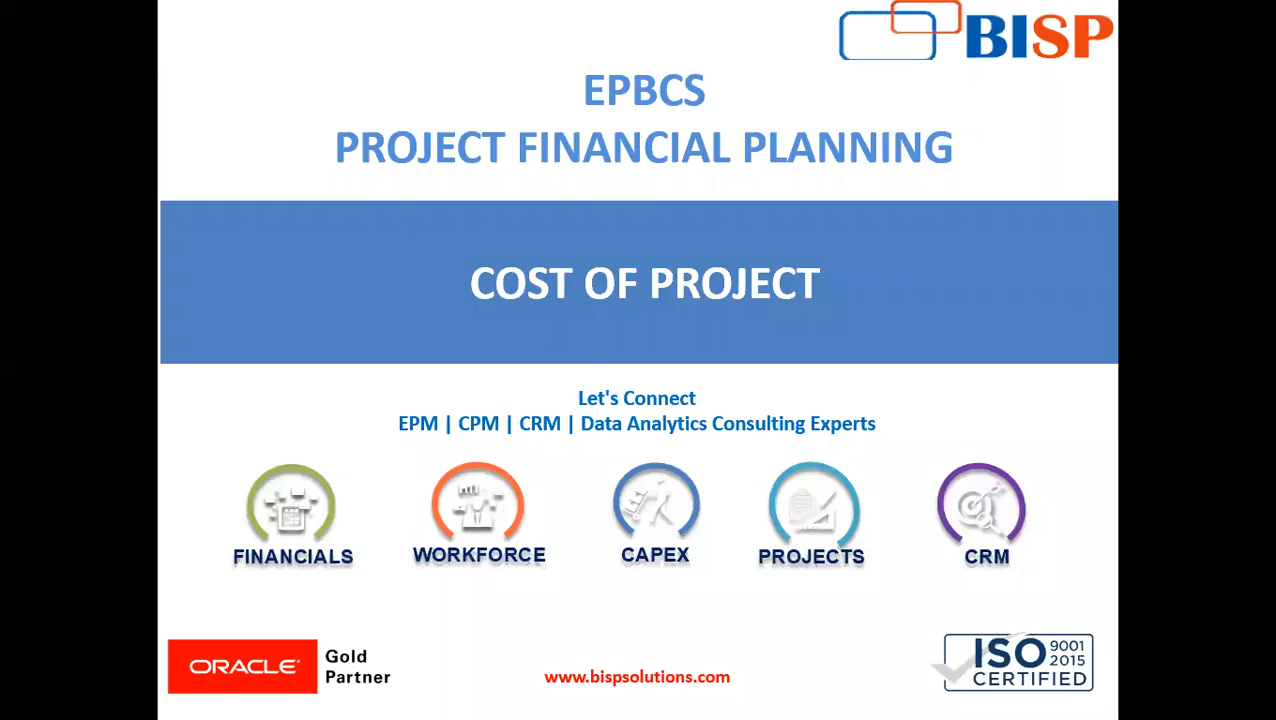 BISP
EPBCS
PROJECT FINANCIAL PLANNING
COST OF PROJECT
Let's Connect
EPM | CPM | CRM | Data Analytics Consulting Experts
FINANCIALS
WORKFORCE
CAPEX
PROJECTS
CRM
ORACLE®
Gold
Partner
www.bispsolutions.com
ISO 9001
2015
CERTIFIED